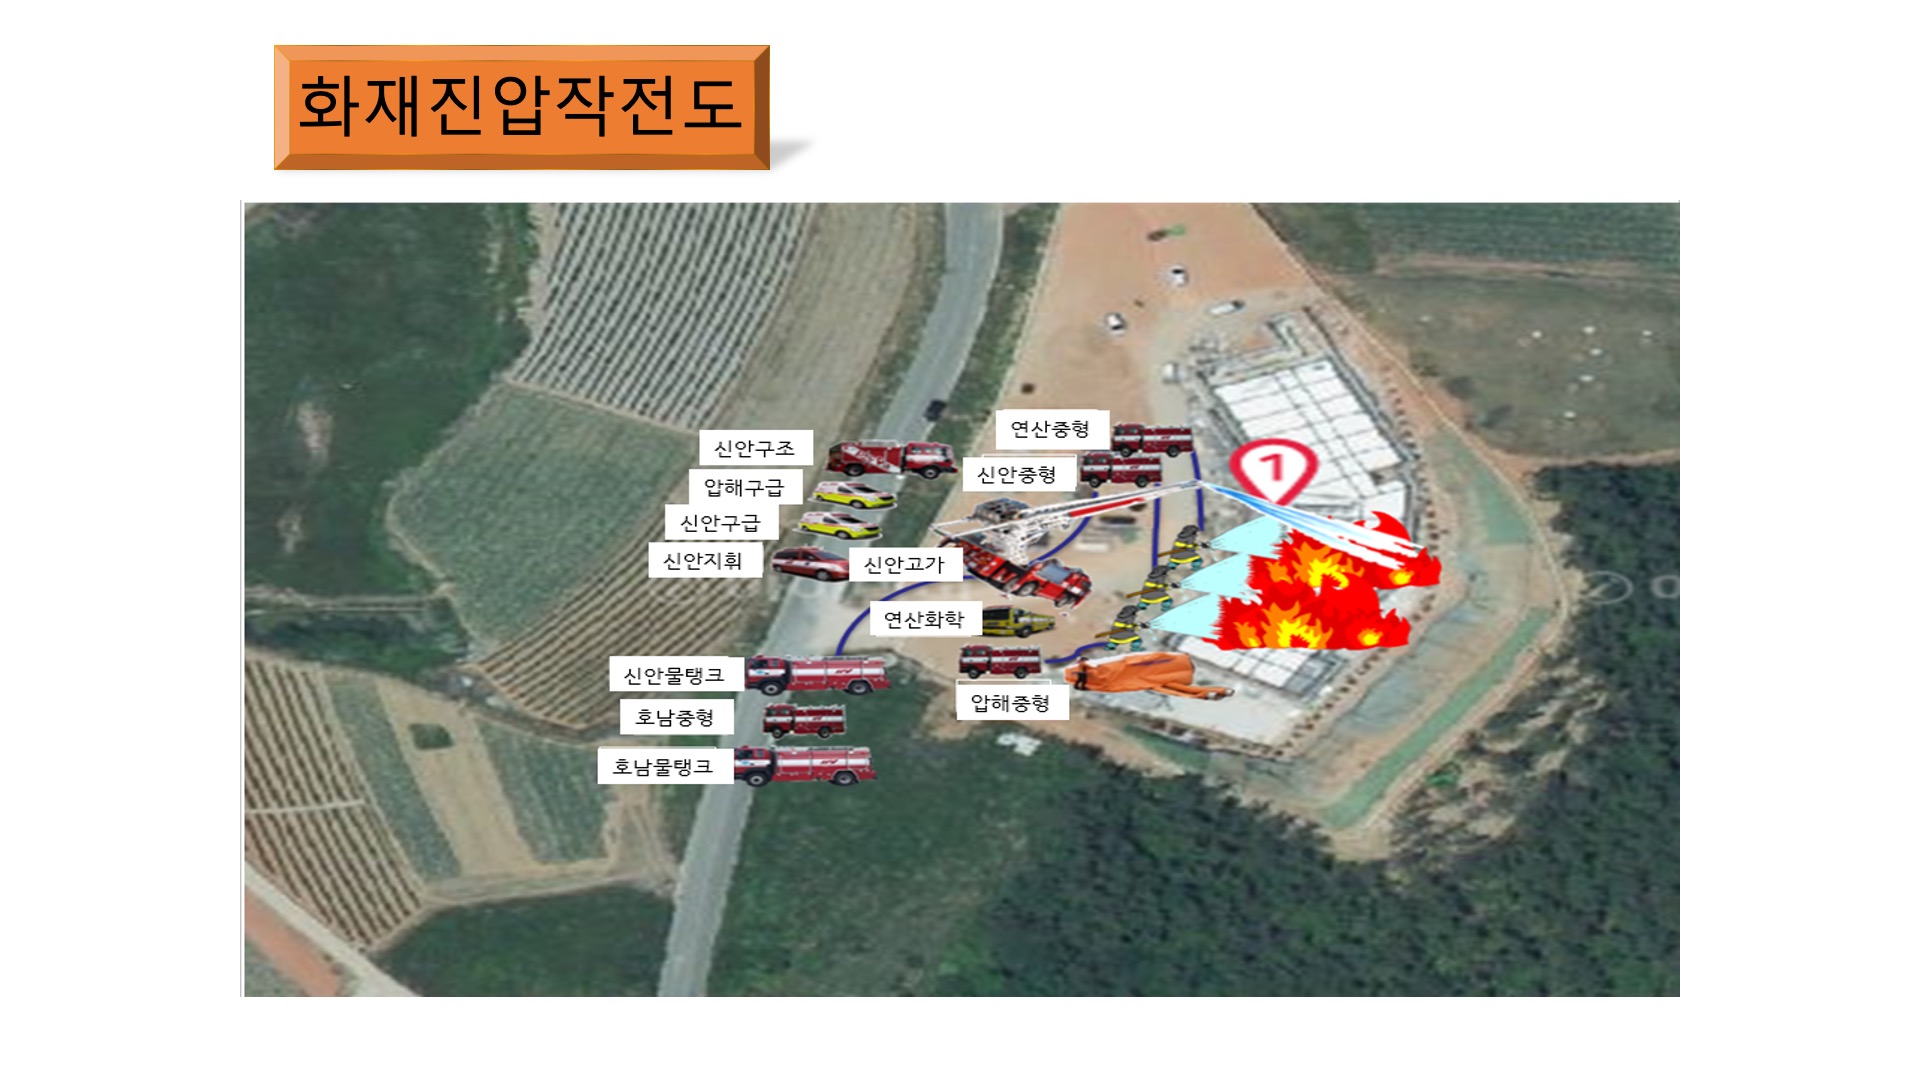 화재진압작전도
연산중형
신안구조
신안중형
압해구급
신안구급
신안지휘
신안고가
연산화학
신안물탱크
압해중형
호남중형
호남물탱크
1